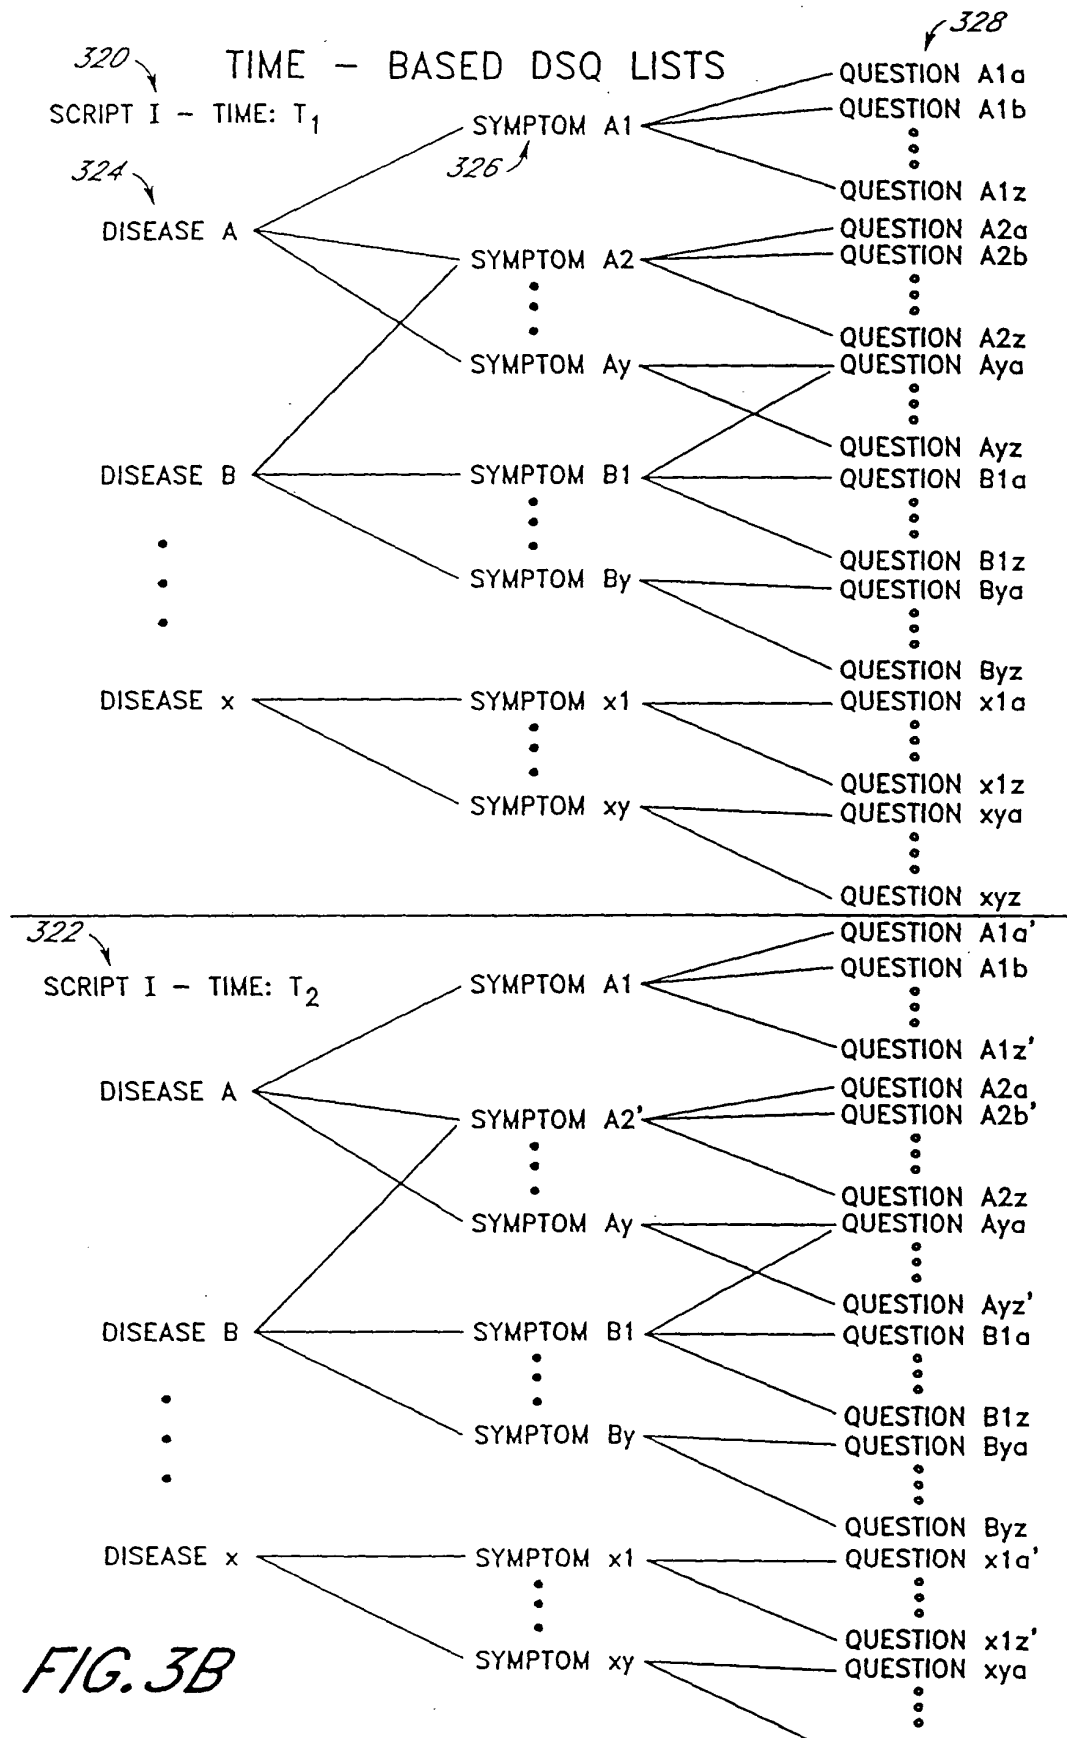 328
320
TIME - BASED DSQ LISTS
QUESTION A1a
SCRIPT I - TIME: T₁
QUESTION A1b
SYMPTOM A1
326
324
QUESTION A1z
DISEASE A
QUESTION A2a
SYMPTOM A2
QUESTION A2b
QUESTION A2z
SYMPTOM Ay
QUESTION Aya
QUESTION Ayz
DISEASE B
SYMPTOM B1
QUESTION B1a
QUESTION B1z
SYMPTOM By
QUESTION Bya
QUESTION Byz
DISEASE x
SYMPTOM x1
QUESTION x1a
QUESTION x1z
SYMPTOM xy
QUESTION xya
QUESTION xyz
322
QUESTION A1a'
SCRIPT I - TIME: T₂
SYMPTOM A1
QUESTION A1b
QUESTION A1z'
DISEASE A
QUESTION A2a
SYMPTOM A2'
QUESTION A2b'
QUESTION A2z
SYMPTOM Ay
QUESTION Aya
QUESTION Ayz'
DISEASE B
SYMPTOM B1
QUESTION B1a
QUESTION B1z
SYMPTOM By
QUESTION Bya
QUESTION Byz
DISEASE x
SYMPTOM x1
QUESTION x1a'
QUESTION x1z'
SYMPTOM xy
QUESTION xya
FIG. 3B